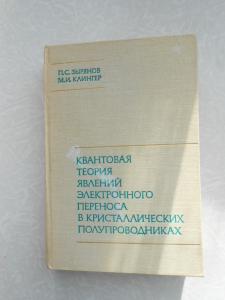 П.С. ЗЫРЯНОВ
М.И. КЛИНГЕР
КВАНТОВАЯ
ТЕОРИЯ
ЯВЛЕНИЙ
ЭЛЕКТРОННОГО
ПЕРЕНОСА
В КРИСТАЛЛИЧЕСКИХ
ПОЛУПРОВОДНИКАХ